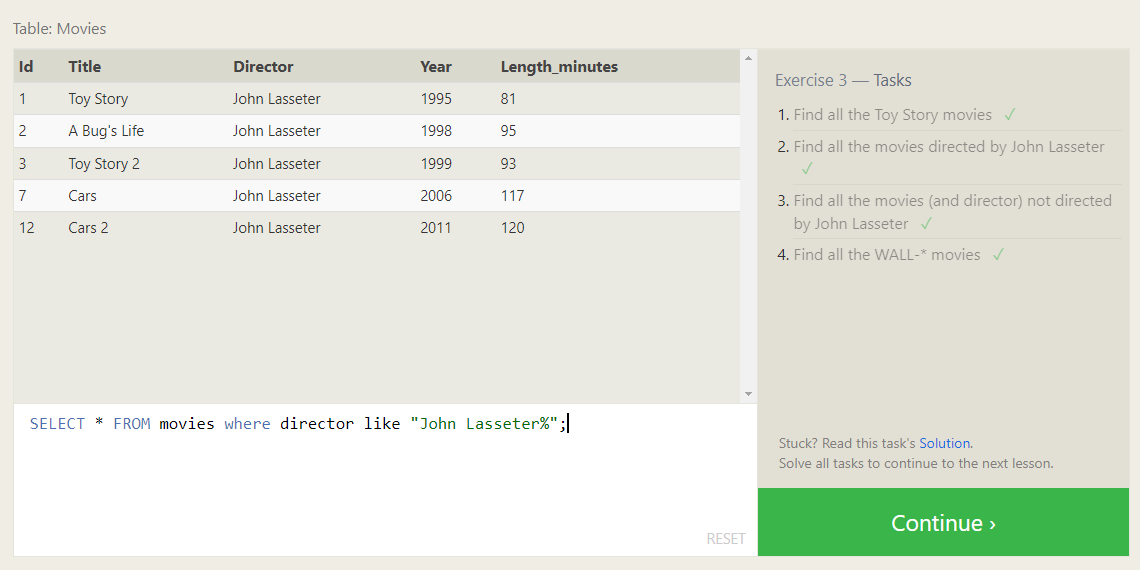 Table: Movies
Id Title Director Year Length_minutes
1 Toy Story John Lasseter 1995 81
2 A Bug's Life John Lasseter 1998 95
3 Toy Story 2 John Lasseter 1999 93
7 Cars John Lasseter 2006 117
12 Cars 2 John Lasseter 2011 120
SELECT * FROM movies where director like "John Lasseter%";
RESET
Exercise 3 — Tasks
1. Find all the Toy Story movies ✓
2. Find all the movies directed by John Lasseter
✓
3. Find all the movies (and director) not directed
by John Lasseter ✓
4. Find all the WALL-* movies ✓
Stuck? Read this task's Solution.
Solve all tasks to continue to the next lesson.
Continue ›